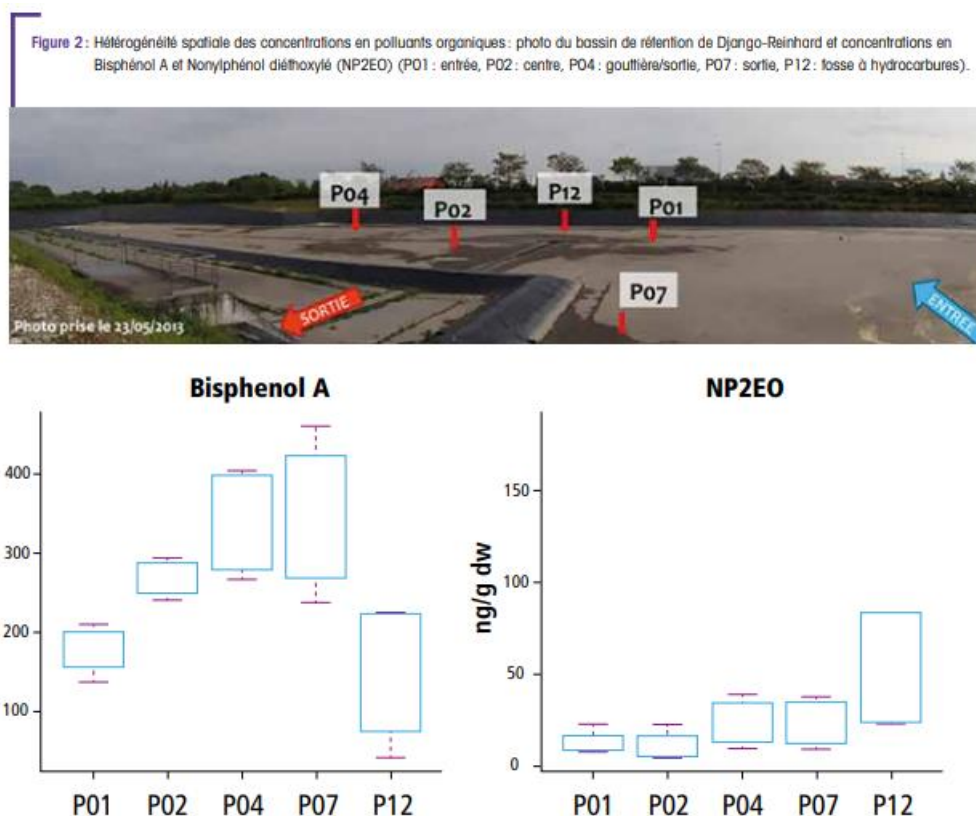 Figure 2 : Hétérogénéité spatiale des concentrations en polluants organiques : photo du bassin de rétention de Django-Reinhard et concentrations en
Bisphénol A et Nonylphénol diéthoxylé (NP2EO) (P01 : entrée, P02 : centre, P04 : gouttière/sortie, P07 : sortie, P12 : fosse à hydrocarbures).
P04
P02
P12
P01
P07
SORTIE
ENTRÉE
Photo prise le 23/05/2013
Bisphenol A
400
300
200
100
P01 P02 P04 P07 P12
NP2EO
ng/g dw
150
100
50
0
P01 P02 P04 P07 P12